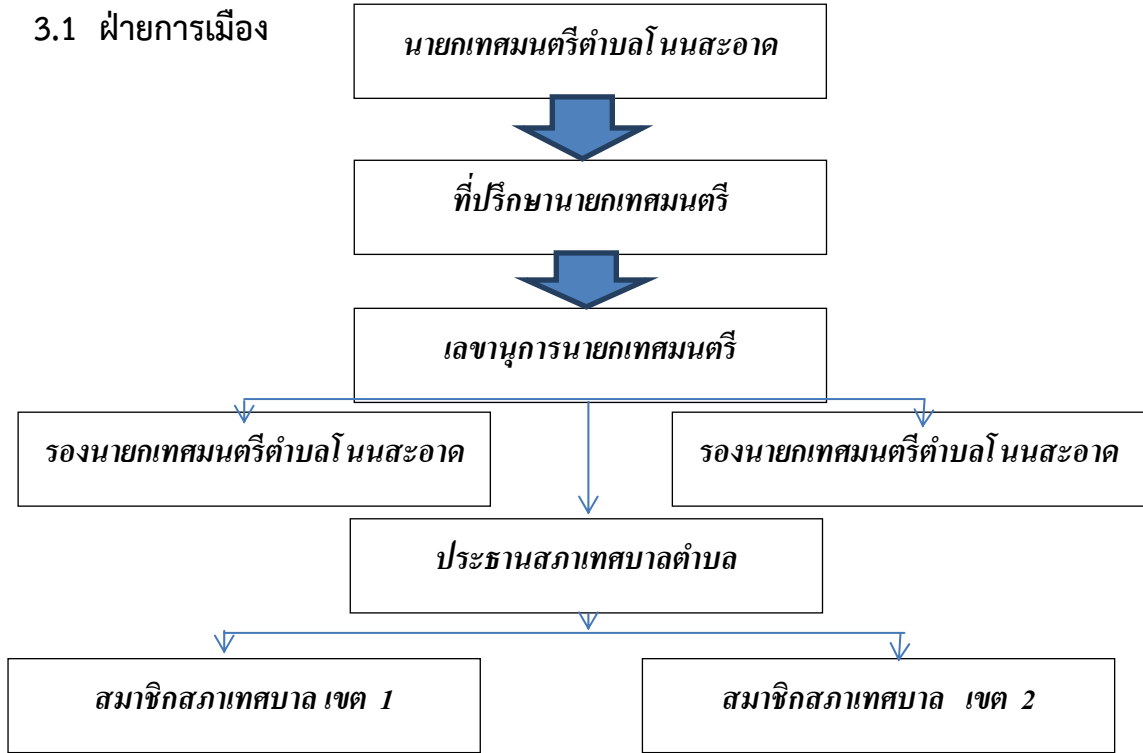 3.1 ฝ่ายการเมือง
นายกเทศมนตรีตำบลโนนสะอาด
ที่ปรึกษานายกเทศมนตรี
เลขานุการนายกเทศมนตรี
รองนายกเทศมนตรีตำบลโนนสะอาด
รองนายกเทศมนตรีตำบลโนนสะอาด
ประธานสภาเทศบาลตำบล
สมาชิกสภาเทศบาล เขต 1
สมาชิกสภาเทศบาล เขต 2